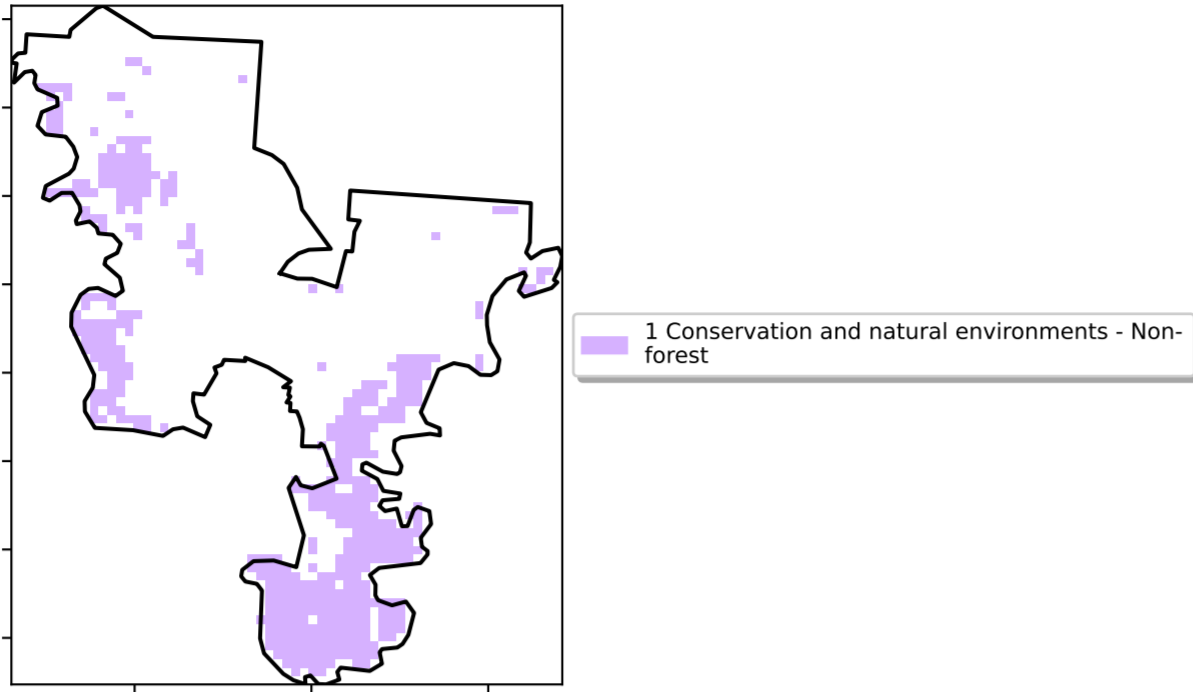 1 Conservation and natural environments - Non-
forest